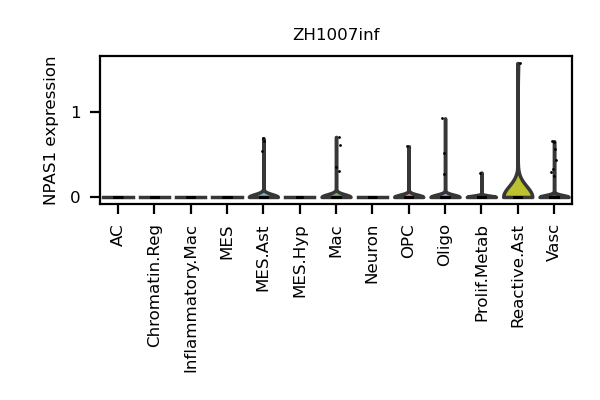 ZH1007inf
NPAS1 expression
1
0
AC
Chromatin.Reg
Inflammatory.Mac
MES
MES.Ast
MES.Hyp
Mac
Neuron
OPC
Oligo
Prolif.Metab
Reactive.Ast
Vasc